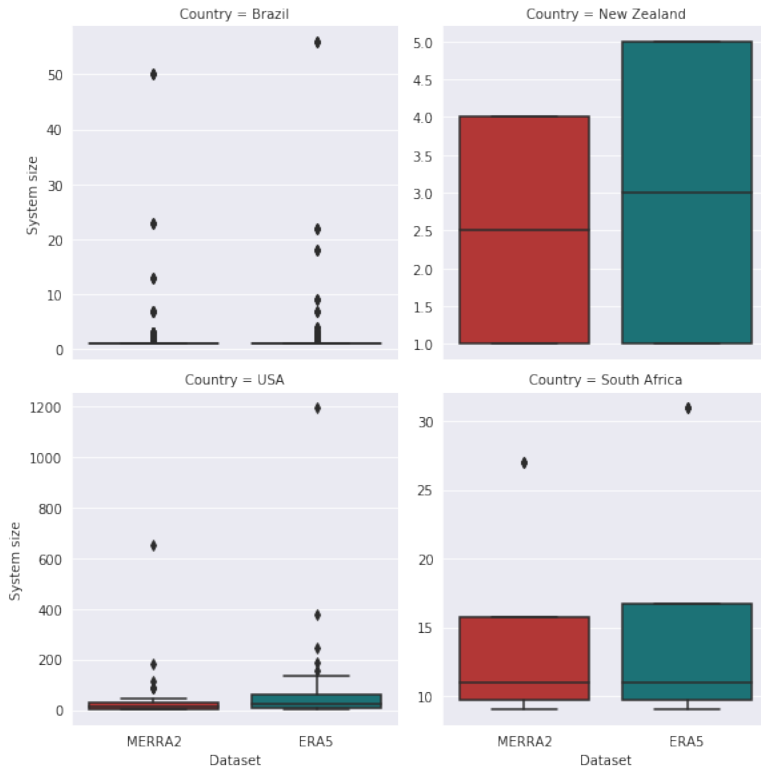 Country = Brazil
Country = New Zealand
System size
50
40
30
20
10
0
5.0
4.5
4.0
3.5
3.0
2.5
2.0
1.5
1.0
Country = USA
Country = South Africa
System size
1200
1000
800
600
400
200
0
30
25
20
15
10
MERRA2
ERA5
MERRA2
ERA5
Dataset
Dataset